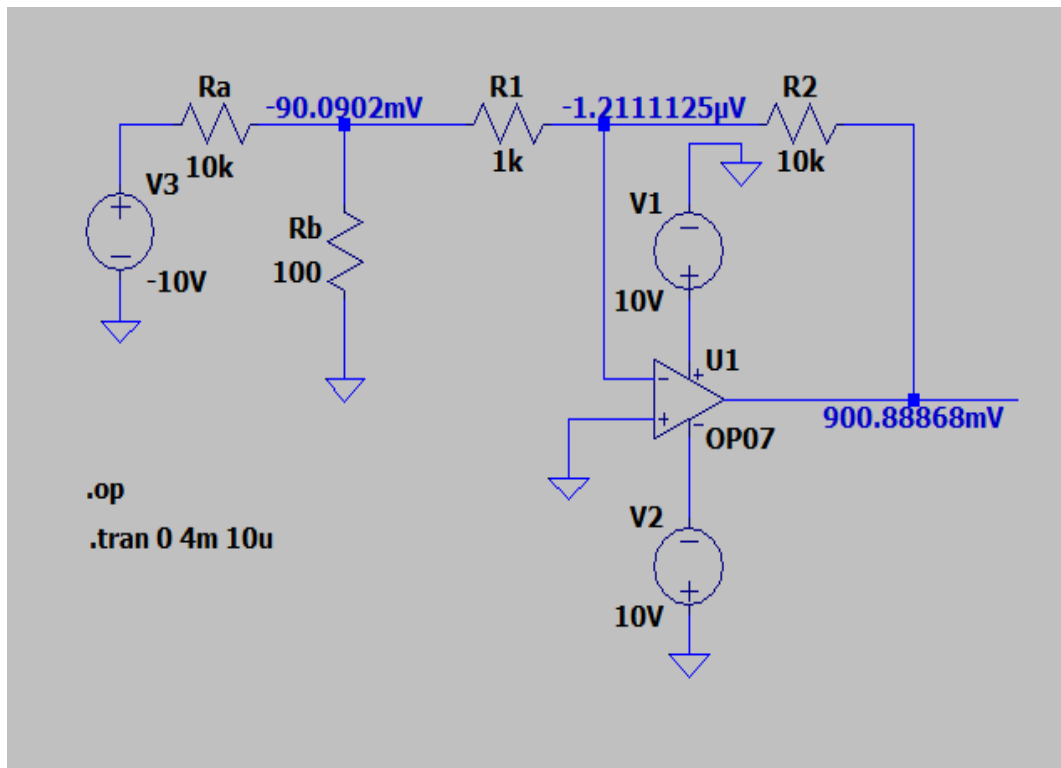 Ra
-90.0902mV
R1
-1.2111125µV
R2
10k
1k
10k
V3
V1
Rb
100
-10V
10V
U1
900.88868mV
OP07
.op
V2
.tran 0 4m 10u
10V